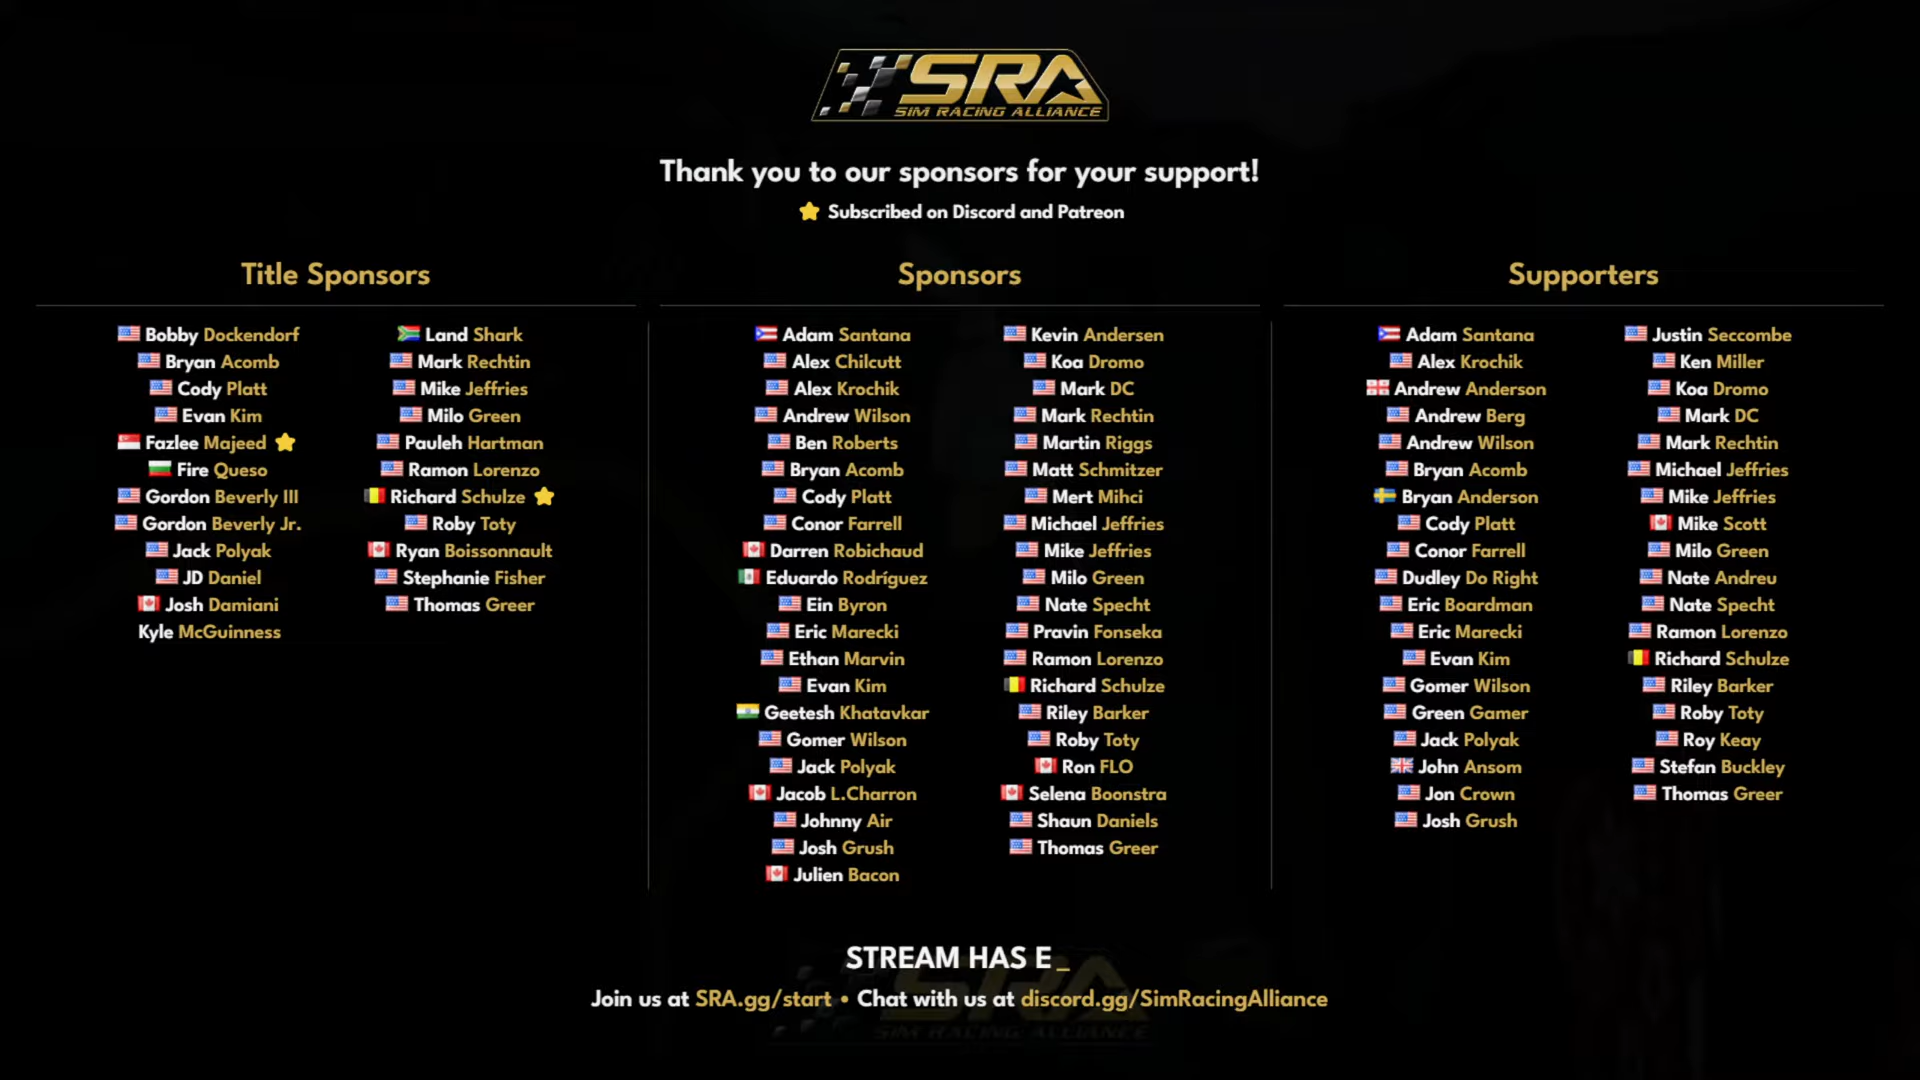 SRA
SIM RACING ALLIANCE
Thank you to our sponsors for your support!
Subscribed on Discord and Patreon
Title Sponsors
Bobby Dockendorf
Bryan Acomb
Cody Platt
Evan Kim
Fazlee Majeed
Fire Queso
Gordon Beverly III
Gordon Beverly Jr.
Jack Polyak
JD Daniel
Josh Damiani
Kyle McGuinness
Land Shark
Mark Rechtin
Mike Jeffries
Milo Green
Pauleh Hartman
Ramon Lorenzo
Richard Schulze
Roby Toty
Ryan Boissonnault
Stephanie Fisher
Thomas Greer
Sponsors
Adam Santana
Alex Chilcutt
Alex Krochik
Andrew Wilson
Ben Roberts
Bryan Acomb
Cody Platt
Conor Farrell
Darren Robichaud
Eduardo Rodríguez
Ein Byron
Eric Marecki
Ethan Marvin
Evan Kim
Geetesh Khatavkar
Gomer Wilson
Jack Polyak
Jacob L.Charron
Johnny Air
Josh Grush
Julien Bacon
Kevin Andersen
Koa Dromo
Mark DC
Mark Rechtin
Martin Riggs
Matt Schmitzer
Mert Mihci
Michael Jeffries
Mike Jeffries
Milo Green
Nate Specht
Pravin Fonseka
Ramon Lorenzo
Richard Schulze
Riley Barker
Roby Toty
Ron FLO
Selena Boonstra
Shaun Daniels
Thomas Greer
Supporters
Adam Santana
Alex Krochik
Andrew Anderson
Andrew Berg
Andrew Wilson
Bryan Acomb
Bryan Anderson
Cody Platt
Conor Farrell
Dudley Do Right
Eric Boardman
Eric Marecki
Evan Kim
Gomer Wilson
Green Gamer
Jack Polyak
John Ansom
Jon Crown
Josh Grush
Justin Seccombe
Ken Miller
Koa Dromo
Mark DC
Mark Rechtin
Michael Jeffries
Mike Jeffries
Mike Scott
Milo Green
Nate Andreu
Nate Specht
Ramon Lorenzo
Richard Schulze
Riley Barker
Roby Toty
Roy Keay
Stefan Buckley
Thomas Greer
STREAM HAS E_
Join us at SRA.gg/start • Chat with us at discord.gg/SimRacingAlliance
SRA
SIM RACING ALLIANCE